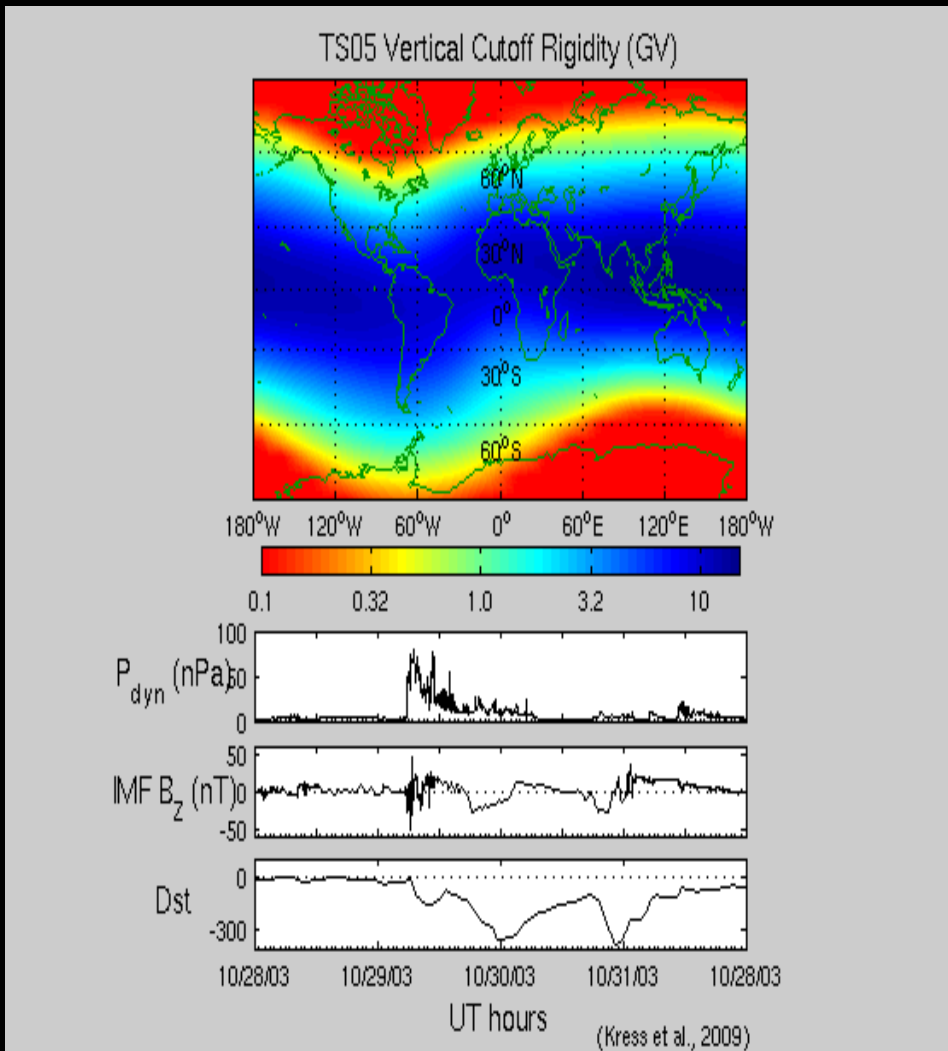 TS05 Vertical Cutoff Rigidity (GV)
60°N
30°N
0°
30°S
60°S
180°W 120°W 60°W 0° 60°E 120°E 180°W
0.1 0.32 1.0 3.2 10
P_dyn (nPa)
100
50
0
IMF B_Z (nT)
50
0
-50
Dst
0
-300
10/28/03 10/29/03 10/30/03 10/31/03 10/28/03
UT hours
(Kress et al., 2009)